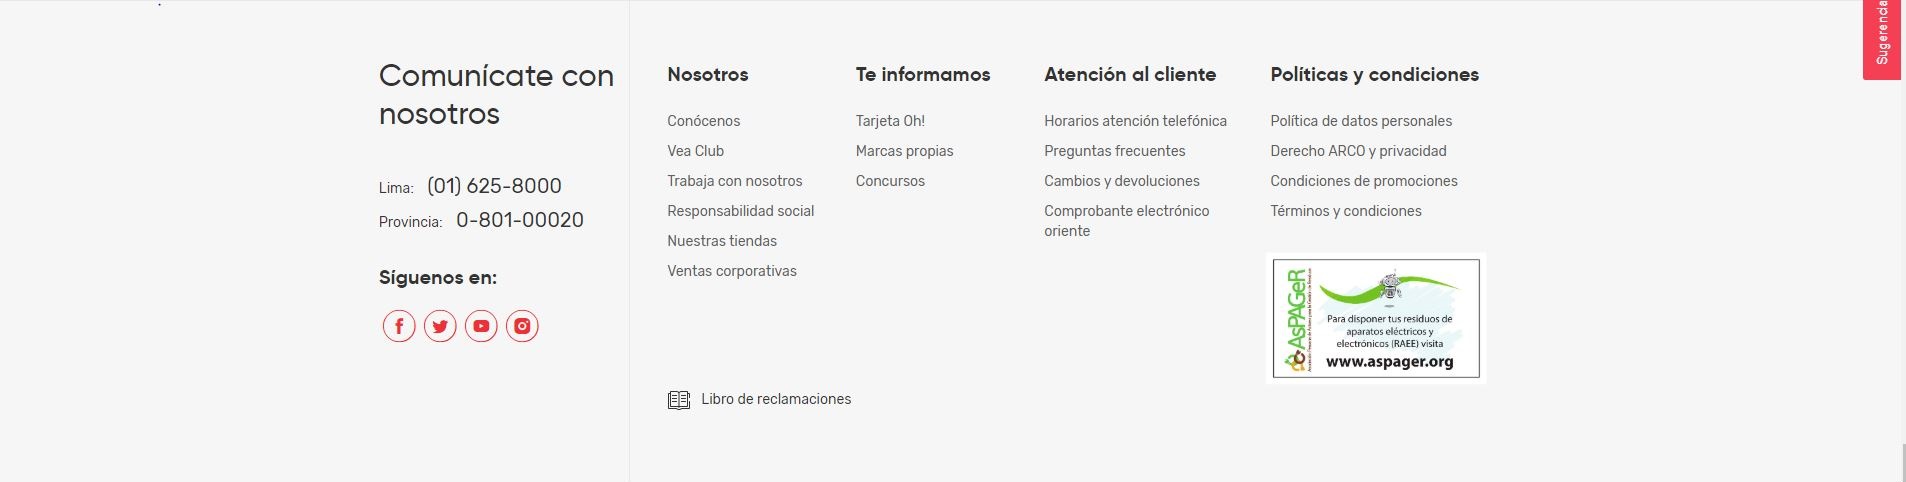 Comunícate con
nosotros
Lima: (01) 625-8000
Provincia: 0-801-00020
Síguenos en:
Nosotros
Conócenos
Vea Club
Trabaja con nosotros
Responsabilidad social
Nuestras tiendas
Ventas corporativas
Te informamos
Tarjeta Oh!
Marcas propias
Concursos
Atención al cliente
Horarios atención telefónica
Preguntas frecuentes
Cambios y devoluciones
Comprobante electrónico
oriente
Políticas y condiciones
Política de datos personales
Derecho ARCO y privacidad
Condiciones de promociones
Términos y condiciones
AsPAGeR
Para disponer tus residuos de
aparatos eléctricos y
electrónicos (RAEE) visita
www.aspager.org
Libro de reclamaciones
Sugerencia